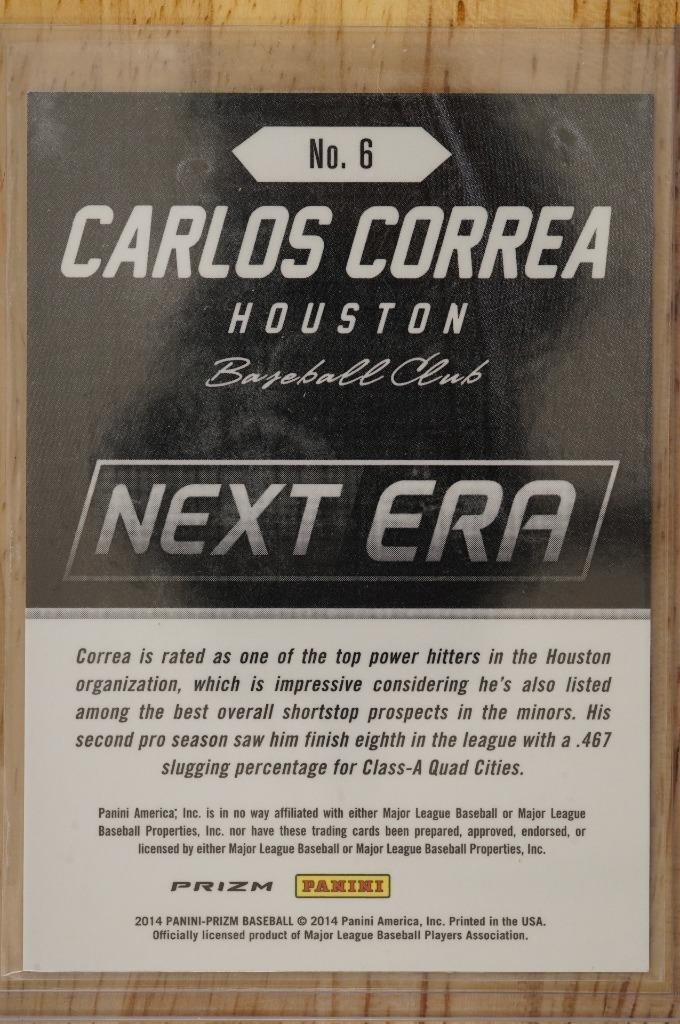 No. 6
CARLOS CORREA
HOUSTON
Baseball Club
NEXT ERA
Correa is rated as one of the top power hitters in the Houston
organization, which is impressive considering he's also listed
among the best overall shortstop prospects in the minors. His
second pro season saw him finish eighth in the league with a .467
slugging percentage for Class-A Quad Cities.
Panini America, Inc. is in no way affiliated with either Major League Baseball or Major League
Baseball Properties, Inc. nor have these trading cards been prepared, approved, endorsed, or
licensed by either Major League Baseball or Major League Baseball Properties, Inc.
PRIZM PANINI
2014 PANINI-PRIZM BASEBALL © 2014 Panini America, Inc. Printed in the USA.
Officially licensed product of Major League Baseball Players Association.